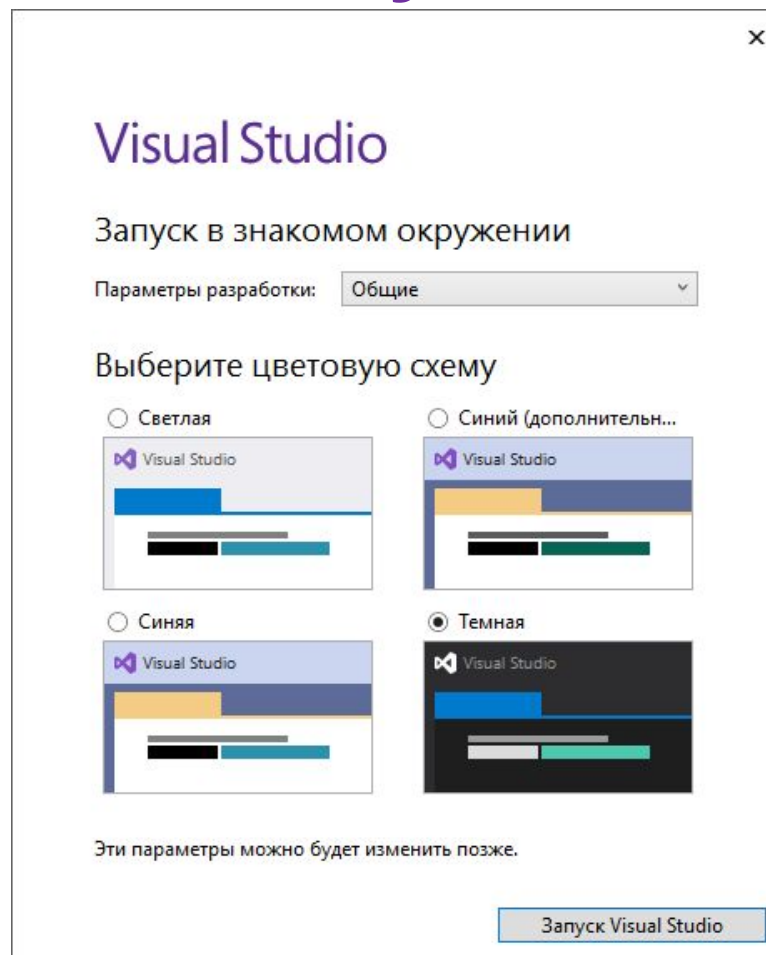 Visual Studio
Запуск в знакомом окружении
Параметры разработки: Общие
Выберите цветовую схему
Светлая
Синий (дополнительн...
Visual Studio
Visual Studio
Синяя
Темная
Visual Studio
Visual Studio
Эти параметры можно будет изменить позже.
Запуск Visual Studio